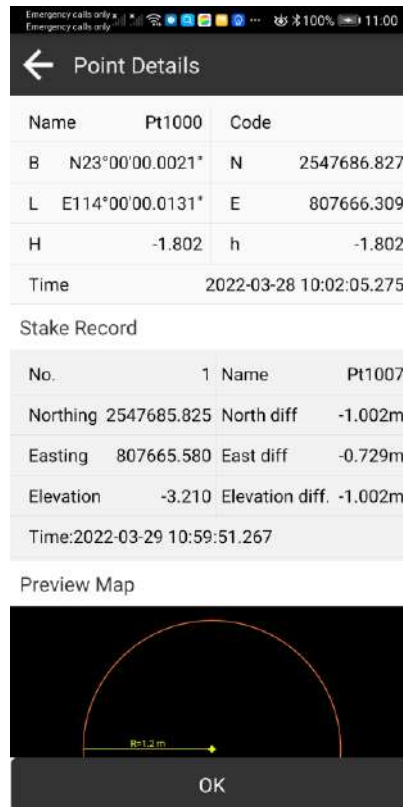 Emergency calls only
Emergency calls only
100% 11:00
Point Details
Name Pt1000 Code
B N23°00'00.0021" N 2547686.827
L E114°00'00.0131" E 807666.309
H -1.802 h -1.802
Time 2022-03-28 10:02:05.275
Stake Record
No. 1 Name Pt1007
Northing 2547685.825 North diff -1.002m
Easting 807665.580 East diff -0.729m
Elevation -3.210 Elevation diff. -1.002m
Time:2022-03-29 10:59:51.267
Preview Map
R=1.2 m
OK